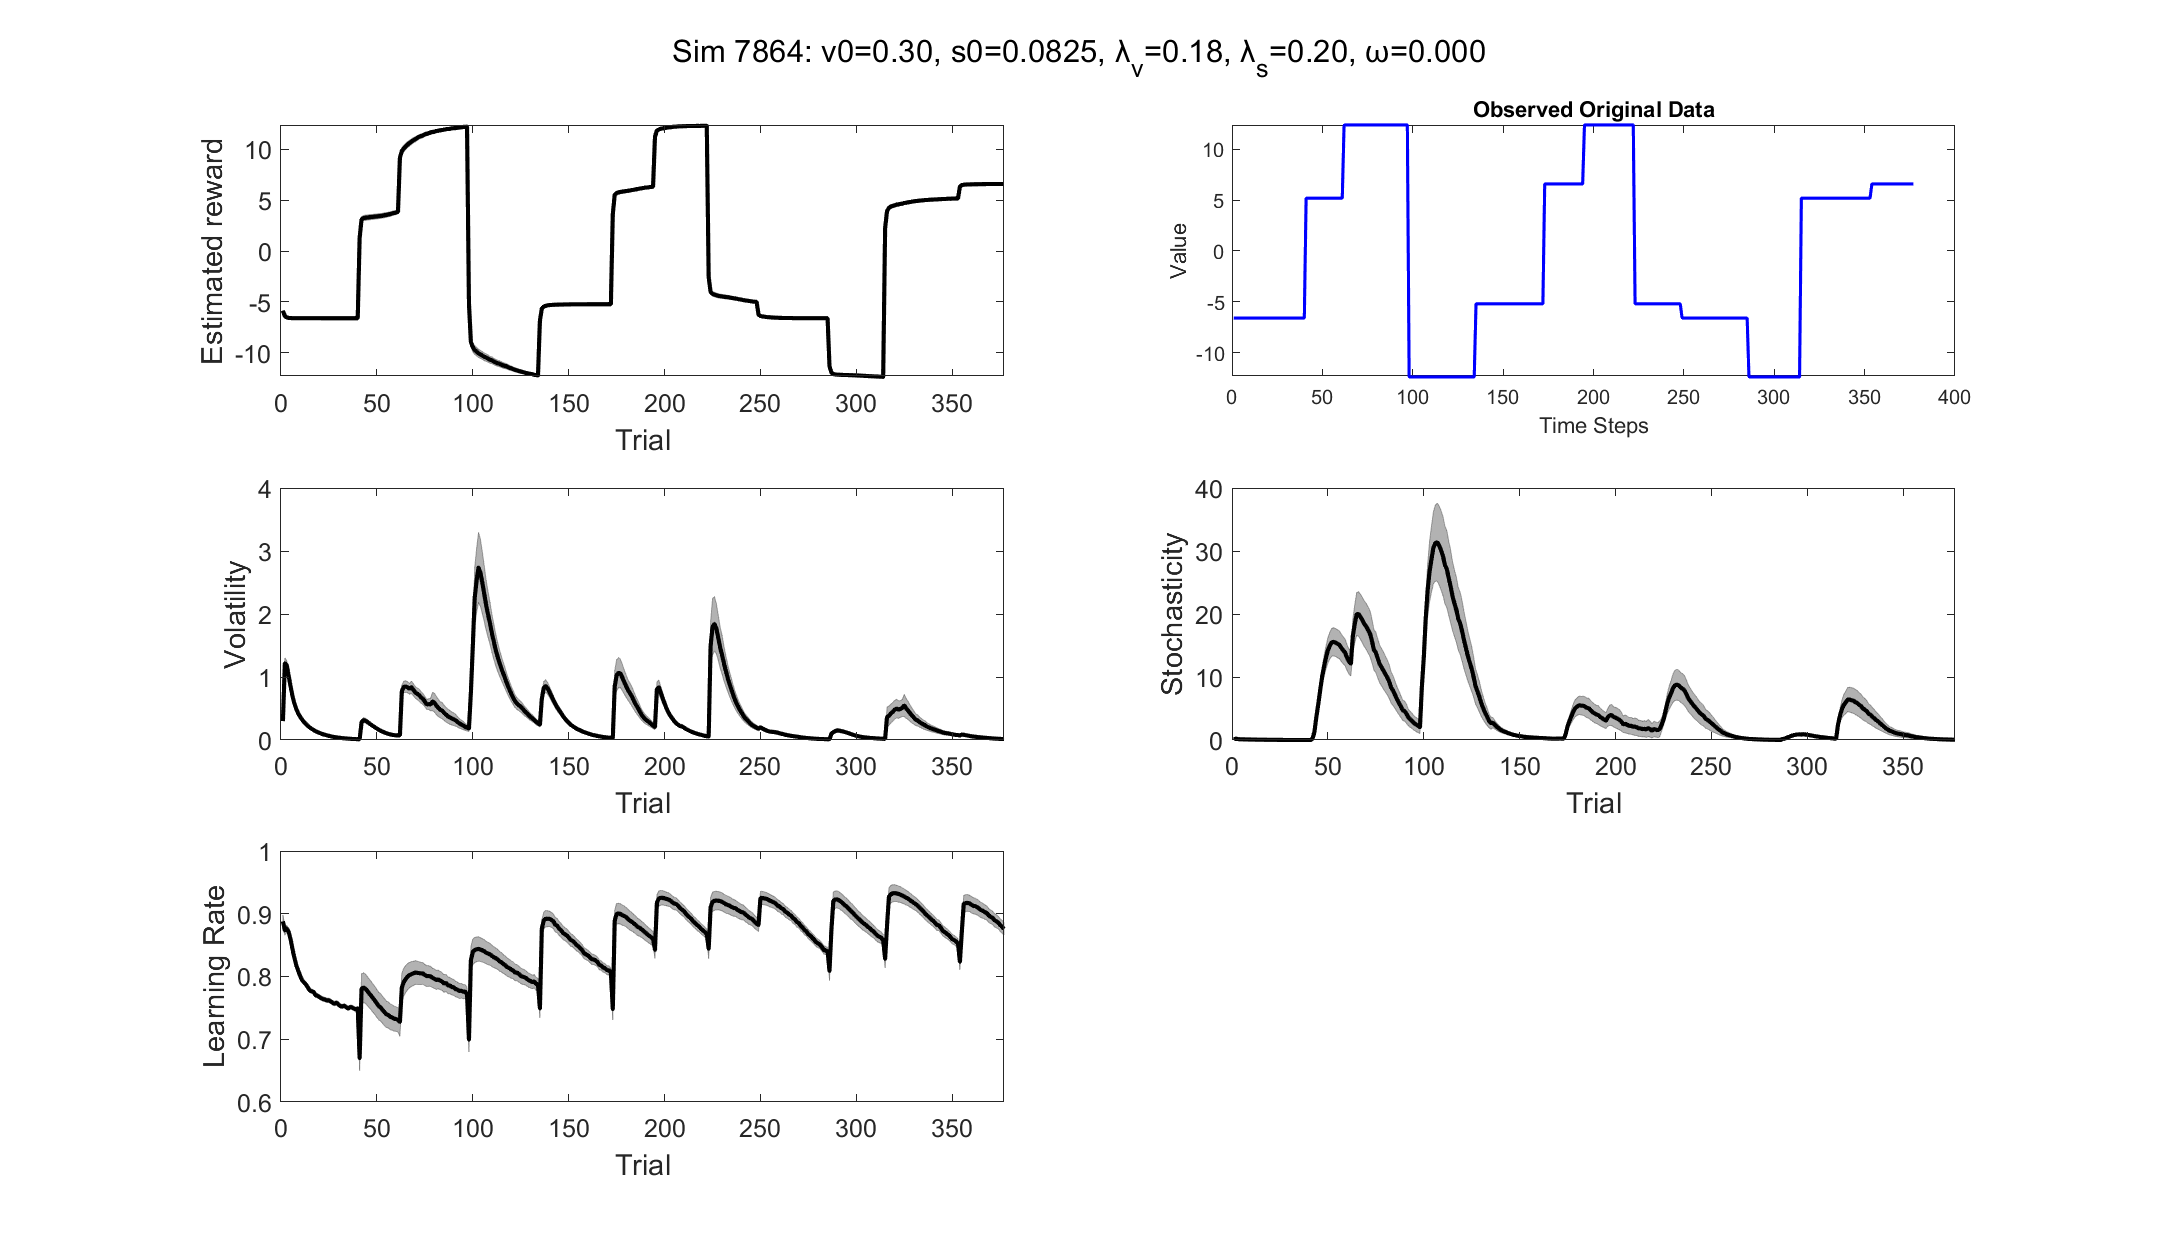 Sim 7864: v0=0.30, s0=0.0825, λv=0.18, λs=0.20, ω=0.000
Estimated reward
10
5
0
-5
-10
0 50 100 150 200 250 300 350
Trial
Observed Original Data
Value
10
5
0
-5
-10
0 50 100 150 200 250 300 350 400
Time Steps
Volatility
4
3
2
1
0
0 50 100 150 200 250 300 350
Trial
Stochasticity
40
30
20
10
0
0 50 100 150 200 250 300 350
Trial
Learning Rate
1
0.9
0.8
0.7
0.6
0 50 100 150 200 250 300 350
Trial